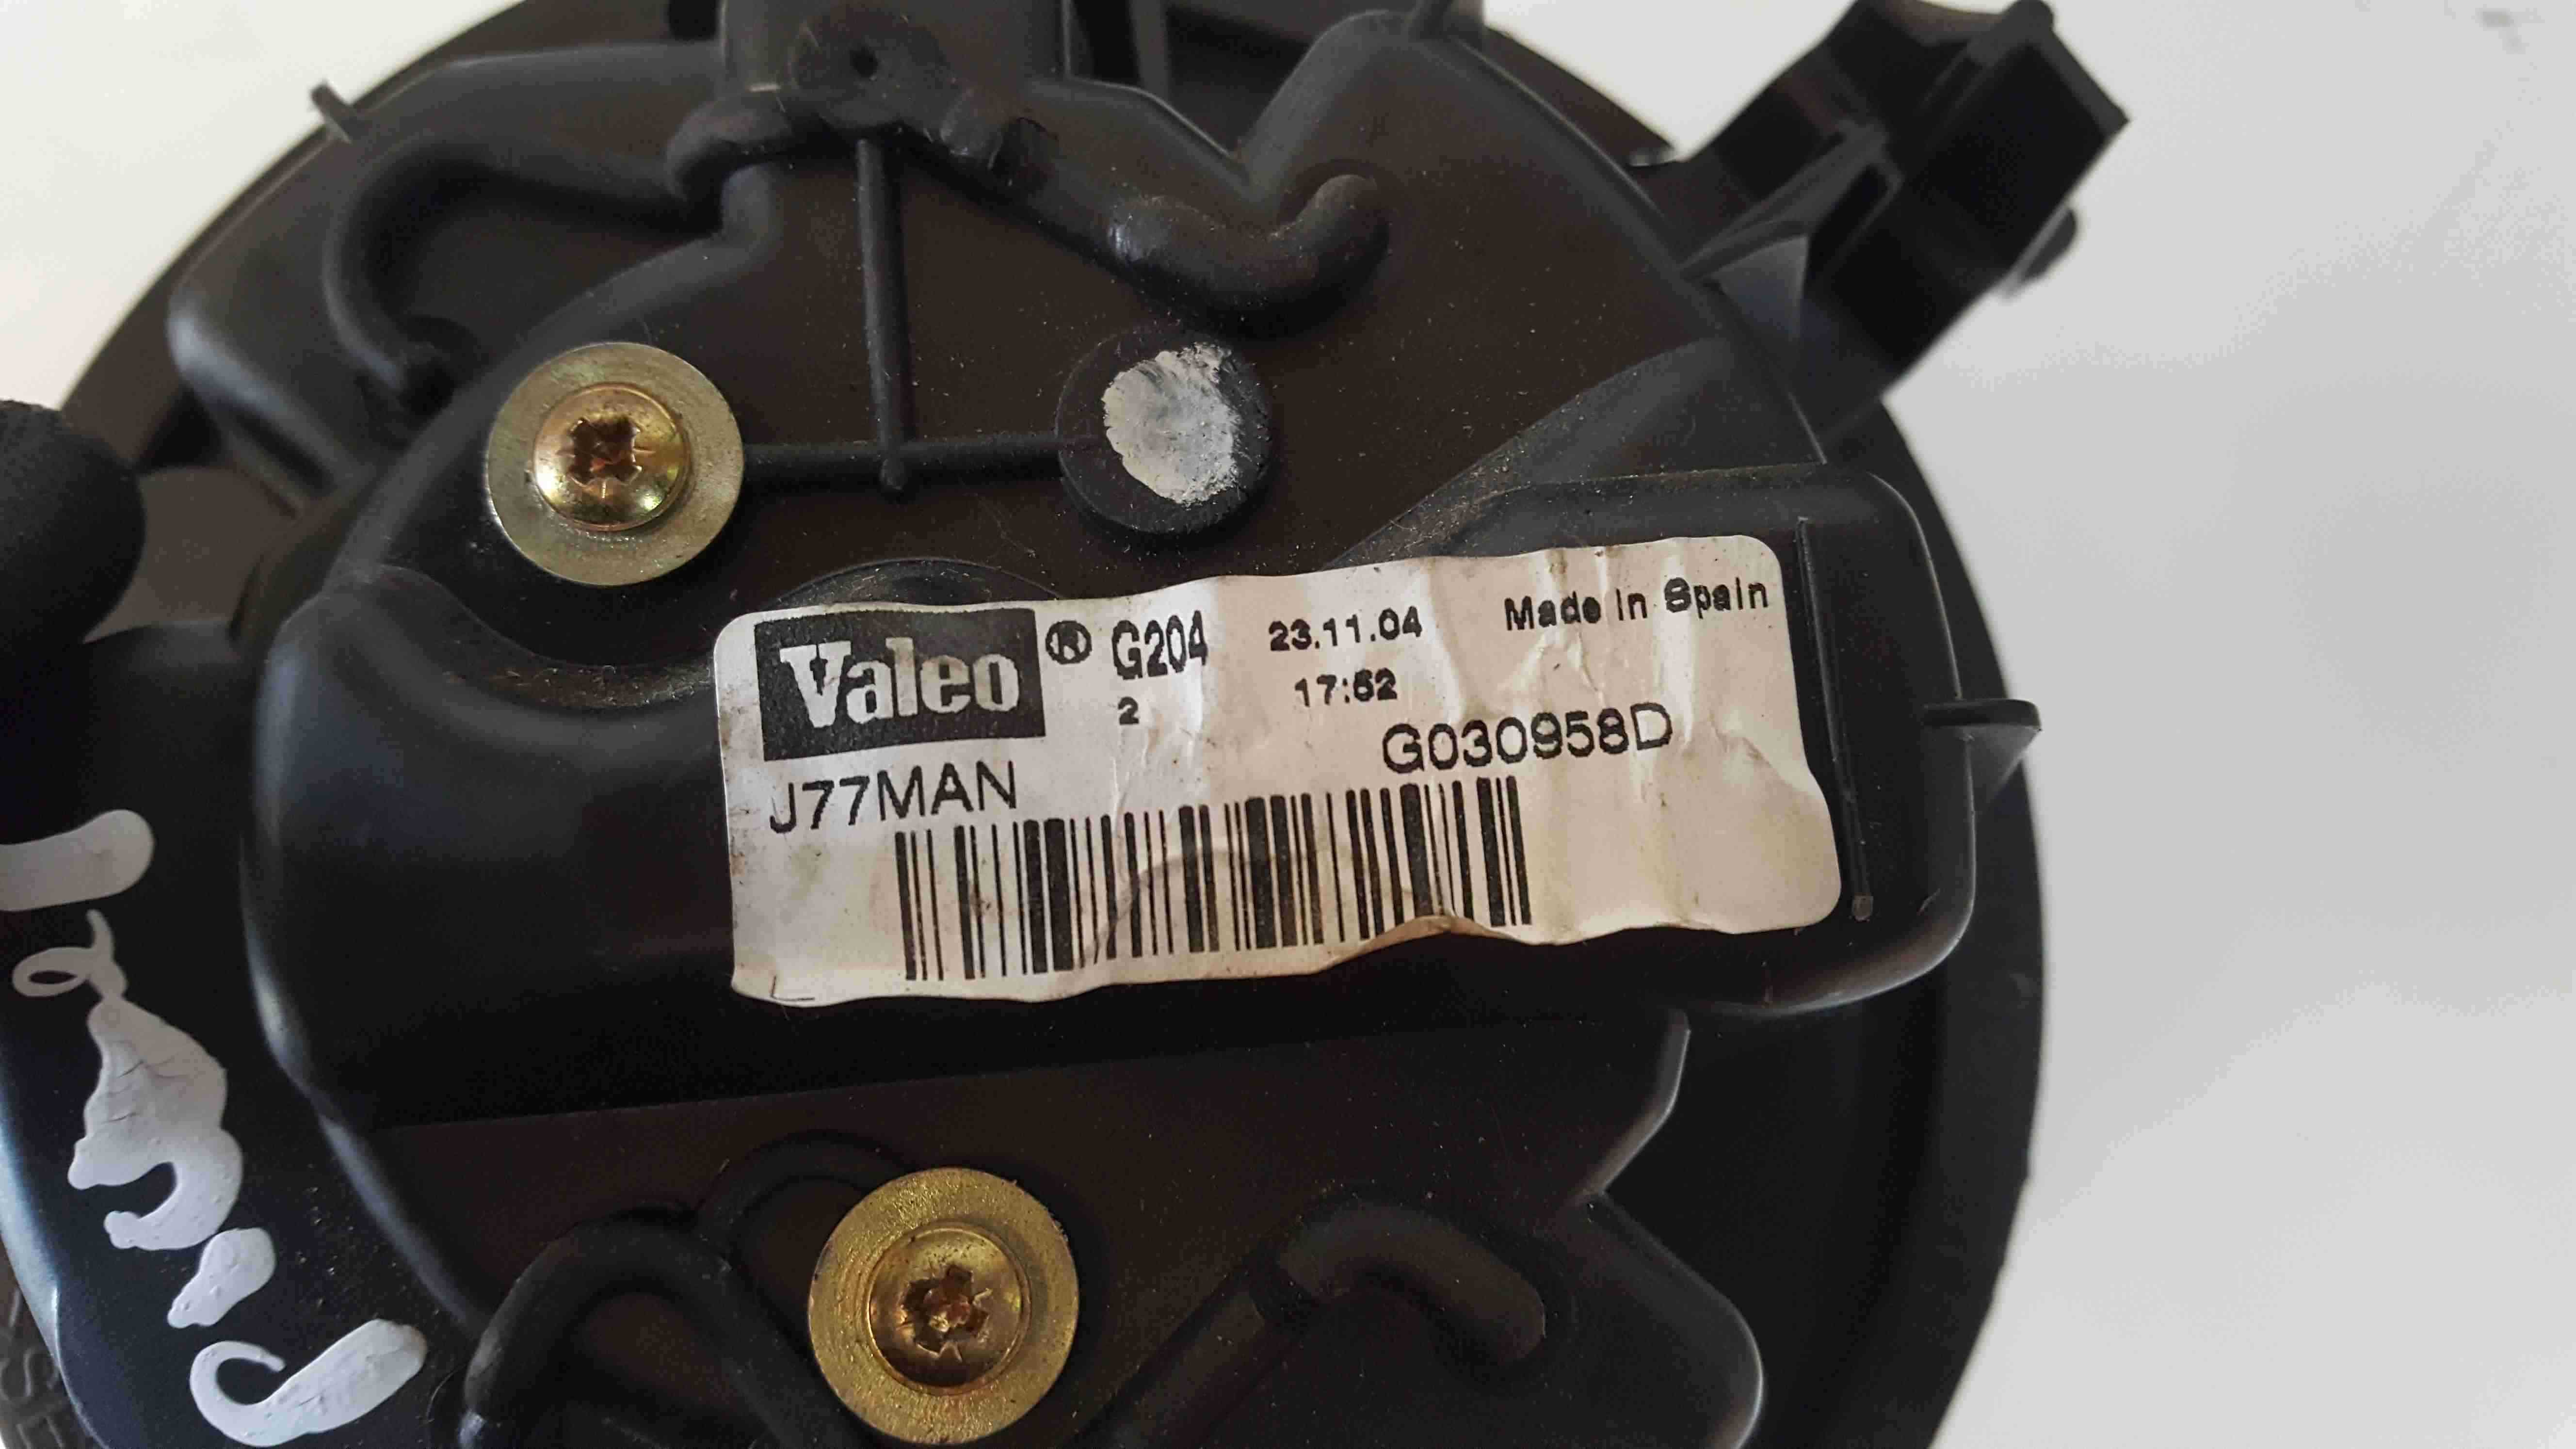 Valeo® G204 23.11.04 Made in Spain
2 17:52
G030958D
J77MAN